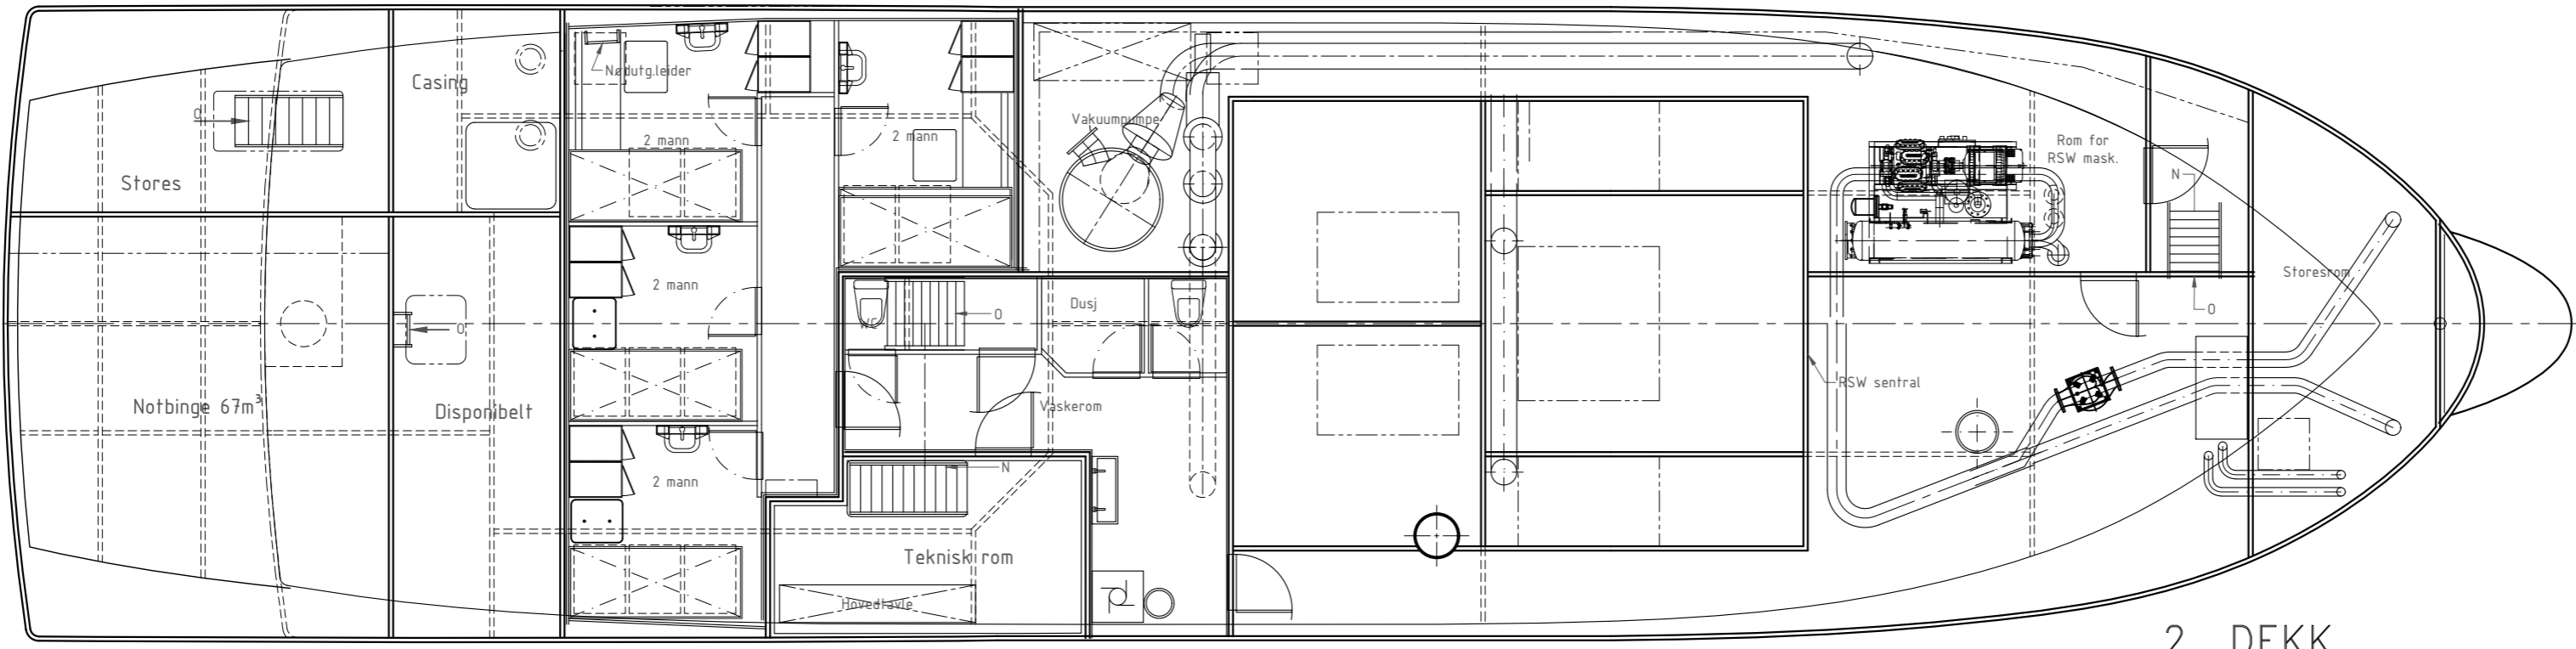 Nødutg.leider
Casing
O
2 mann
2 mann
Vakuumpumpe
Rom for
RSW mask.
N
Stores
2 mann
Dusj
Storesrom
O
WC
O
O
RSW sentral
Notbinge 67m³
Disponibelt
Vaskerom
2 mann
N
Teknisk rom
Hovedtavle
2. DEKK